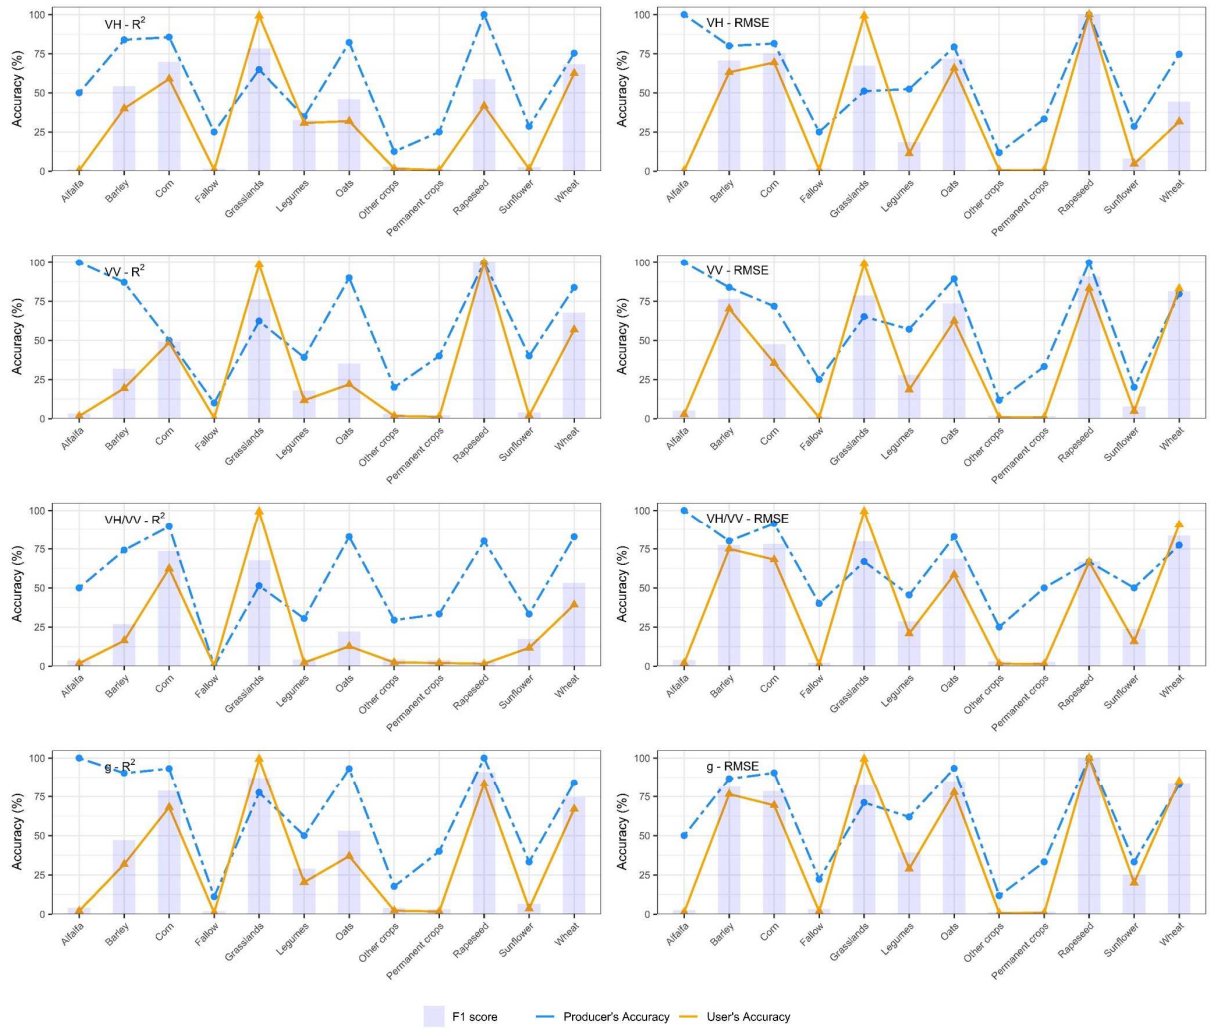 VH - R²
Accuracy (%)
100
75
50
25
0
Alfalfa
Barley
Corn
Fallow
Grasslands
Legumes
Oats
Other crops
Permanent crops
Rapeseed
Sunflower
Wheat
VH - RMSE
Accuracy (%)
100
75
50
25
0
Alfalfa
Barley
Corn
Fallow
Grasslands
Legumes
Oats
Other crops
Permanent crops
Rapeseed
Sunflower
Wheat
VV - R²
Accuracy (%)
100
75
50
25
0
Alfalfa
Barley
Corn
Fallow
Grasslands
Legumes
Oats
Other crops
Permanent crops
Rapeseed
Sunflower
Wheat
VV - RMSE
Accuracy (%)
100
75
50
25
0
Alfalfa
Barley
Corn
Fallow
Grasslands
Legumes
Oats
Other crops
Permanent crops
Rapeseed
Sunflower
Wheat
VH/VV - R²
Accuracy (%)
100
75
50
25
0
Alfalfa
Barley
Corn
Fallow
Grasslands
Legumes
Oats
Other crops
Permanent crops
Rapeseed
Sunflower
Wheat
VH/VV - RMSE
Accuracy (%)
100
75
50
25
0
Alfalfa
Barley
Corn
Fallow
Grasslands
Legumes
Oats
Other crops
Permanent crops
Rapeseed
Sunflower
Wheat
g - R²
Accuracy (%)
100
75
50
25
0
Alfalfa
Barley
Corn
Fallow
Grasslands
Legumes
Oats
Other crops
Permanent crops
Rapeseed
Sunflower
Wheat
g - RMSE
Accuracy (%)
100
75
50
25
0
Alfalfa
Barley
Corn
Fallow
Grasslands
Legumes
Oats
Other crops
Permanent crops
Rapeseed
Sunflower
Wheat
F1 score
Producer's Accuracy
User's Accuracy